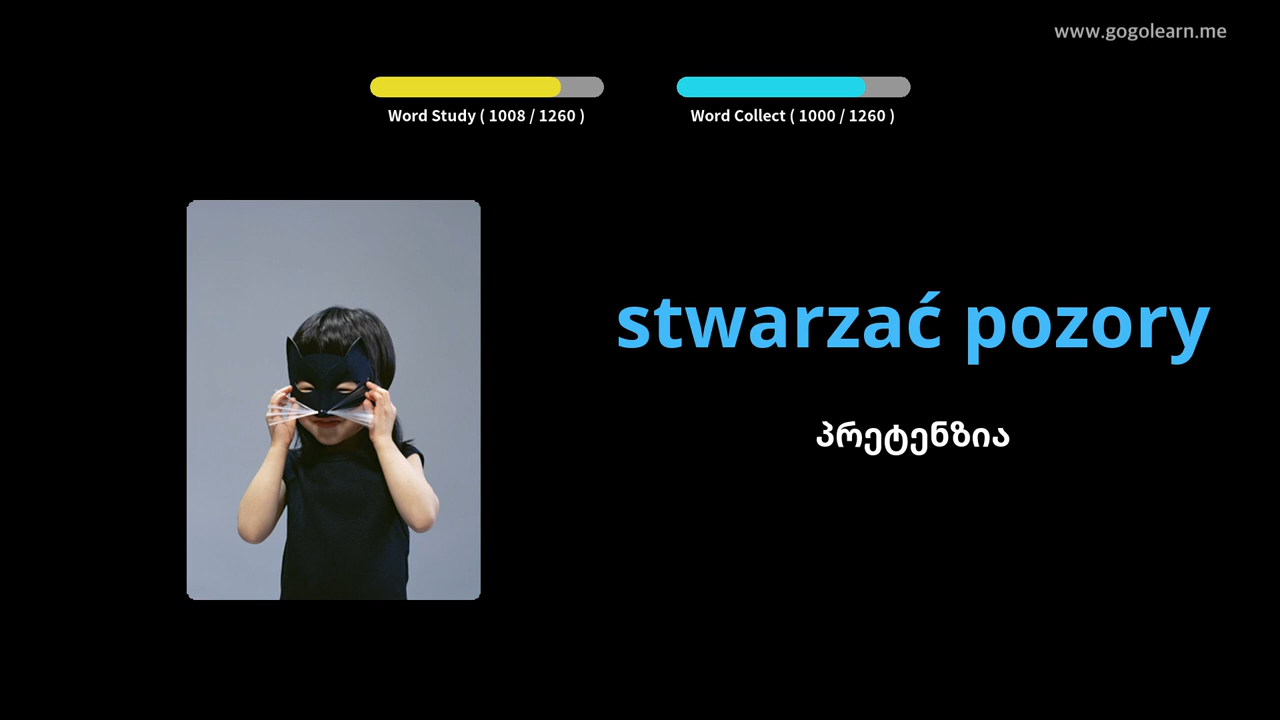 www.gogolearn.me
Word Study ( 1008 / 1260 )
Word Collect ( 1000 / 1260 )
stwarzać pozory
პრეტენზია